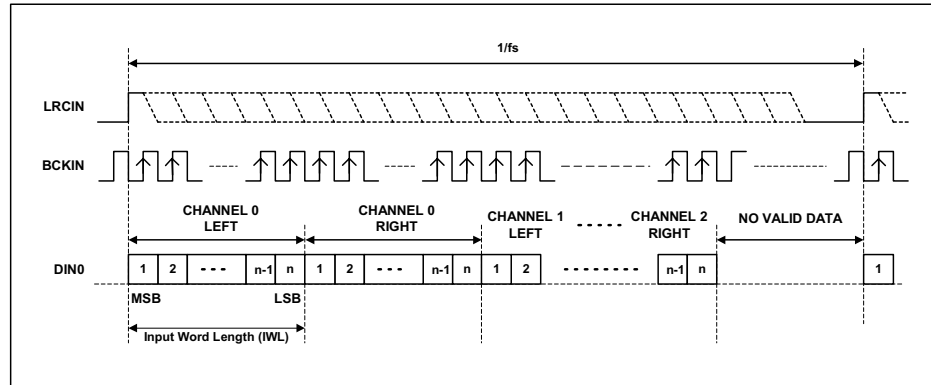 1/fs
LRCIN
BCKIN
CHANNEL 0
LEFT
CHANNEL 0
RIGHT
CHANNEL 1
LEFT
CHANNEL 2
RIGHT
NO VALID DATA
DIN0
1 2 n-1 n 1 2 n-1 n 1 2 n-1 n 1
MSB LSB
Input Word Length (IWL)